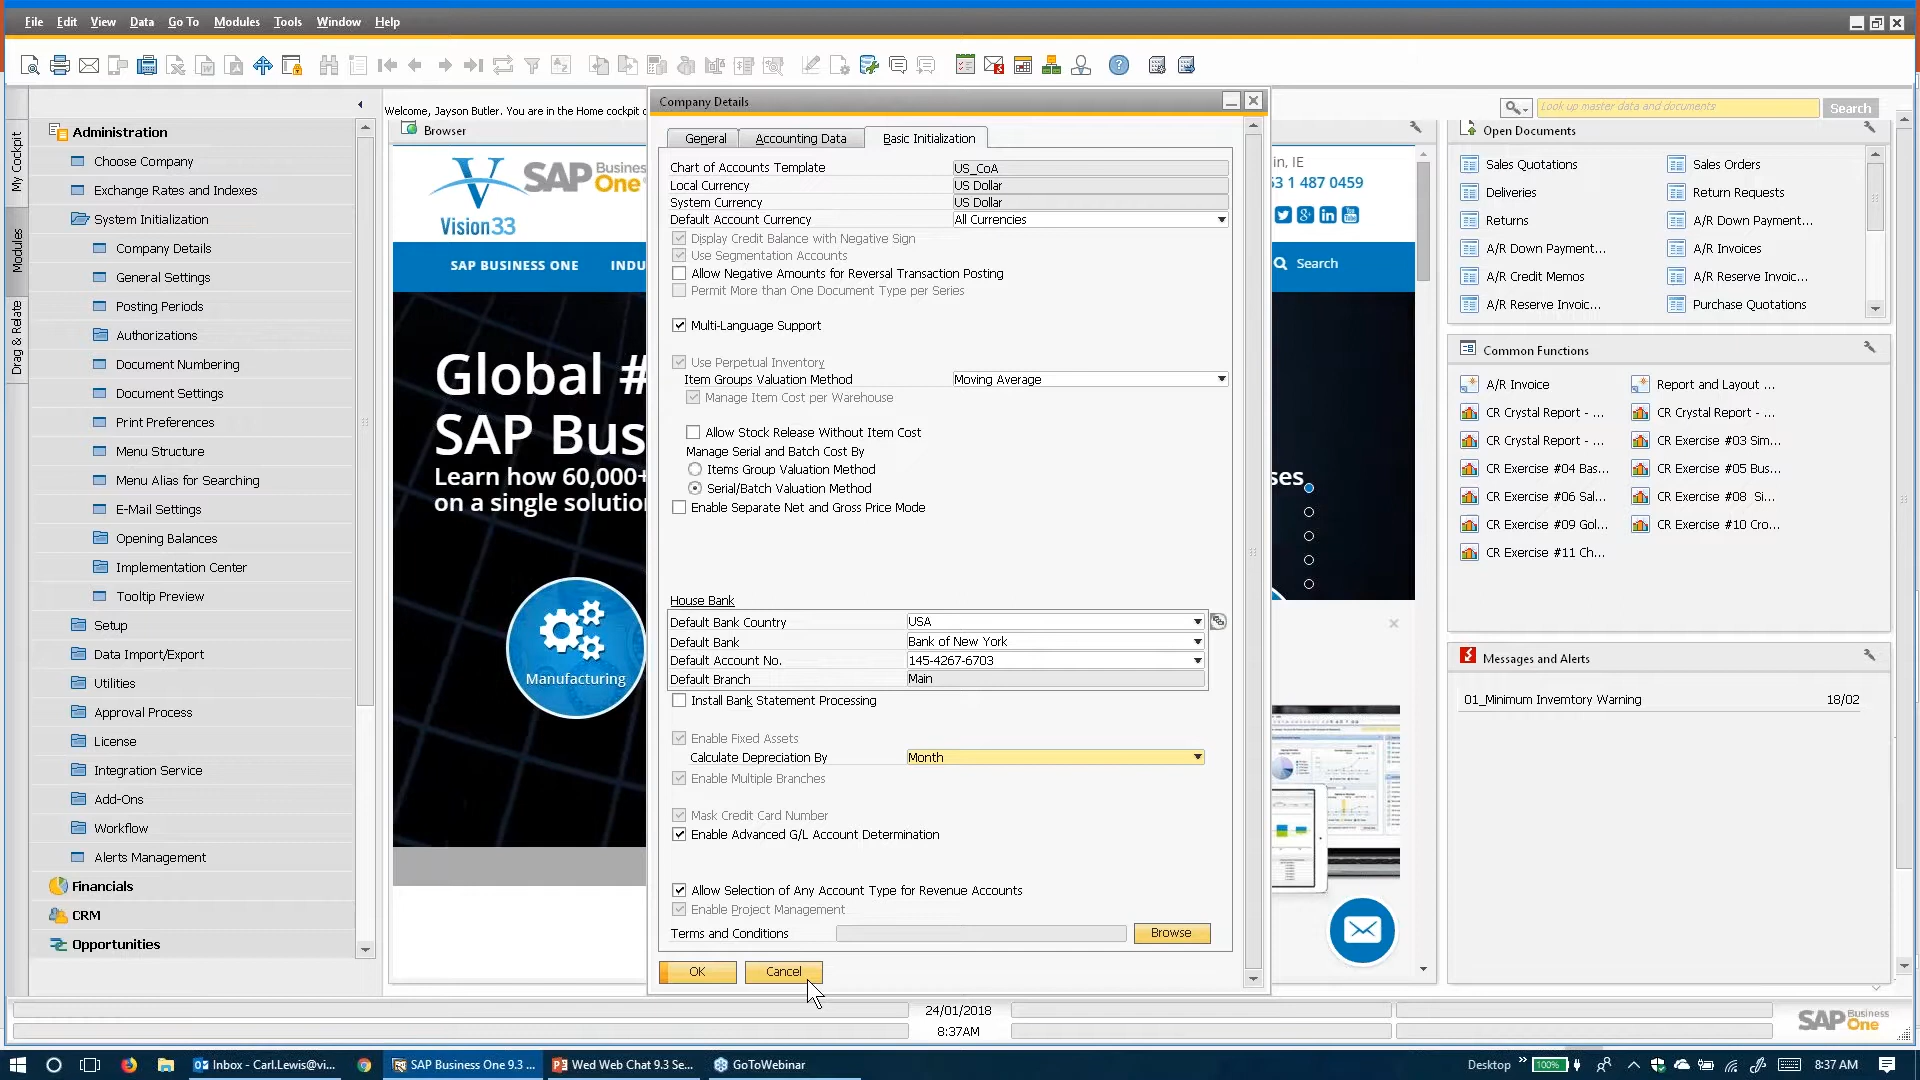 File Edit View Data Go To Modules Tools Window Help
Look up master data and documents
Search
My Cockpit
Modules
Drag & Relate
Administration
Choose Company
Exchange Rates and Indexes
System Initialization
Company Details
General Settings
Posting Periods
Authorizations
Document Numbering
Document Settings
Print Preferences
Menu Structure
Menu Alias for Searching
E-Mail Settings
Opening Balances
Implementation Center
Tooltip Preview
Setup
Data Import/Export
Utilities
Approval Process
License
Integration Service
Add-Ons
Workflow
Alerts Management
Financials
CRM
Opportunities
Welcome, Jayson Butler. You are in the Home cockpit
Browser
Vision33
SAP Business
One
SAP BUSINESS ONE INDU
Global #
SAP Bus
Learn how 60,000+
on a single solutio
Manufacturing
Company Details
General Accounting Data Basic Initialization
Chart of Accounts Template US_CoA
Local Currency US Dollar
System Currency US Dollar
Default Account Currency All Currencies
Display Credit Balance with Negative Sign
Use Segmentation Accounts
Allow Negative Amounts for Reversal Transaction Posting
Permit More than One Document Type per Series
Multi-Language Support
Use Perpetual Inventory
Item Groups Valuation Method Moving Average
Manage Item Cost per Warehouse
Allow Stock Release Without Item Cost
Manage Serial and Batch Cost By
Items Group Valuation Method
Serial/Batch Valuation Method
Enable Separate Net and Gross Price Mode
House Bank
Default Bank Country USA
Default Bank Bank of New York
Default Account No. 145-4267-6703
Default Branch Main
Install Bank Statement Processing
Enable Fixed Assets
Calculate Depreciation By Month
Enable Multiple Branches
Mask Credit Card Number
Enable Advanced G/L Account Determination
Allow Selection of Any Account Type for Revenue Accounts
Enable Project Management
Terms and Conditions Browse
OK Cancel
in, IE
53 1 487 0459
Search
ses
Open Documents
Sales Quotations Sales Orders
Deliveries Return Requests
Returns A/R Down Payment...
A/R Down Payment... A/R Invoices
A/R Credit Memos A/R Reserve Invoic...
A/R Reserve Invoic... Purchase Quotations
Common Functions
A/R Invoice Report and Layout ...
CR Crystal Report - ... CR Crystal Report - ...
CR Crystal Report - ... CR Exercise #03 Sim...
CR Exercise #04 Bas... CR Exercise #05 Bus...
CR Exercise #06 Sal... CR Exercise #08 Si...
CR Exercise #09 Gol... CR Exercise #10 Cro...
CR Exercise #11 Ch...
Messages and Alerts
01_Minimum Invemtory Warning 18/02
24/01/2018
8:37AM
SAP Business
One
Inbox - Carl.Lewis@vi... SAP Business One 9.3 ... Wed Web Chat 9.3 Se... GoToWebinar Desktop 100% 8:37 AM